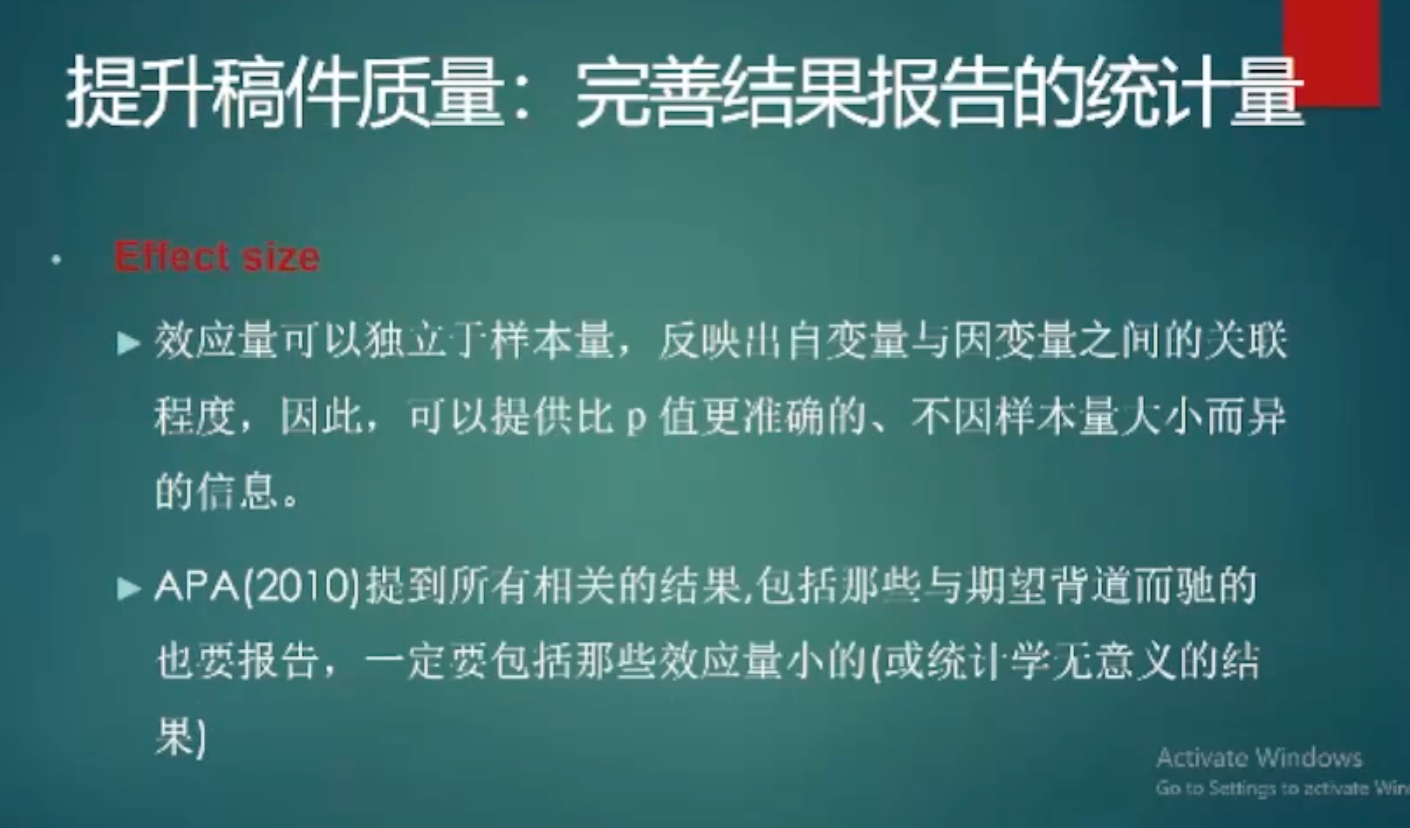 提升稿件质量：完善结果报告的统计量
• Effect size
▶ 效应量可以独立于样本量，反映出自变量与因变量之间的关联
程度，因此，可以提供比 p 值更准确的、不因样本量大小而异
的信息。
▶ APA(2010)提到所有相关的结果,包括那些与期望背道而驰的
也要报告，一定要包括那些效应量小的(或统计学无意义的结
果)
Activate Windows
Go to Settings to activate Win